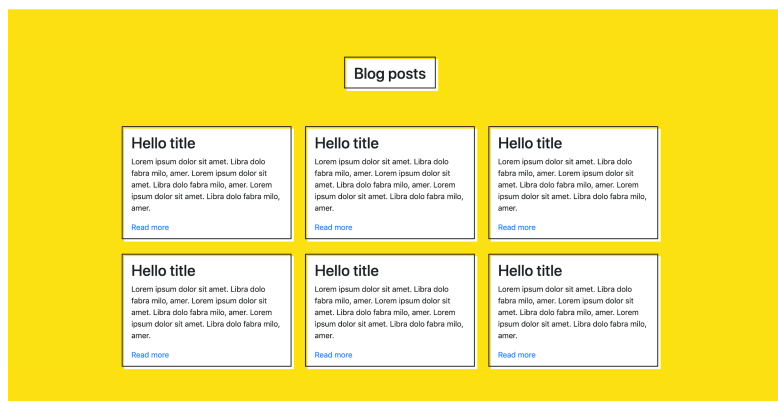 Blog posts
Hello title
Lorem ipsum dolor sit amet. Libra dolo
fabra milo, amer. Lorem ipsum dolor sit
amet. Libra dolo fabra milo, amer. Lorem
ipsum dolor sit amet. Libra dolo fabra milo,
amer.
Read more
Hello title
Lorem ipsum dolor sit amet. Libra dolo
fabra milo, amer. Lorem ipsum dolor sit
amet. Libra dolo fabra milo, amer. Lorem
ipsum dolor sit amet. Libra dolo fabra milo,
amer.
Read more
Hello title
Lorem ipsum dolor sit amet. Libra dolo
fabra milo, amer. Lorem ipsum dolor sit
amet. Libra dolo fabra milo, amer. Lorem
ipsum dolor sit amet. Libra dolo fabra milo,
amer.
Read more
Hello title
Lorem ipsum dolor sit amet. Libra dolo
fabra milo, amer. Lorem ipsum dolor sit
amet. Libra dolo fabra milo, amer. Lorem
ipsum dolor sit amet. Libra dolo fabra milo,
amer.
Read more
Hello title
Lorem ipsum dolor sit amet. Libra dolo
fabra milo, amer. Lorem ipsum dolor sit
amet. Libra dolo fabra milo, amer. Lorem
ipsum dolor sit amet. Libra dolo fabra milo,
amer.
Read more
Hello title
Lorem ipsum dolor sit amet. Libra dolo
fabra milo, amer. Lorem ipsum dolor sit
amet. Libra dolo fabra milo, amer. Lorem
ipsum dolor sit amet. Libra dolo fabra milo,
amer.
Read more